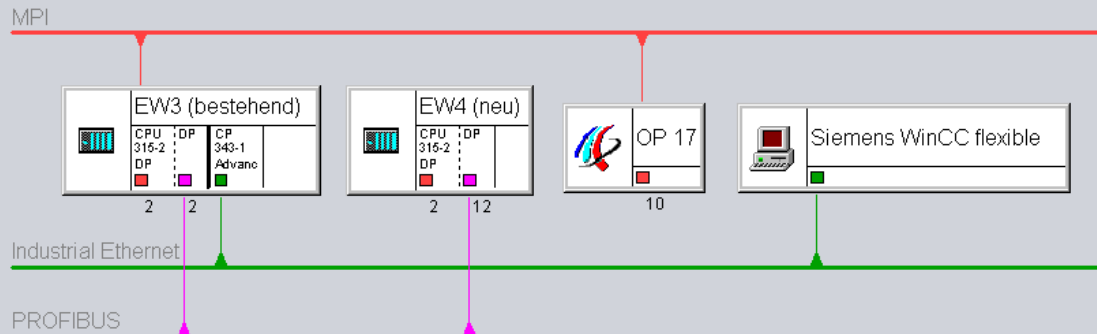 MPI
EW3 (bestehend)
CPU
315-2
DP
DP
CP
343-1
Advanc
2
2
EW4 (neu)
CPU
315-2
DP
DP
2
12
OP 17
10
Siemens WinCC flexible
Industrial Ethernet
PROFIBUS